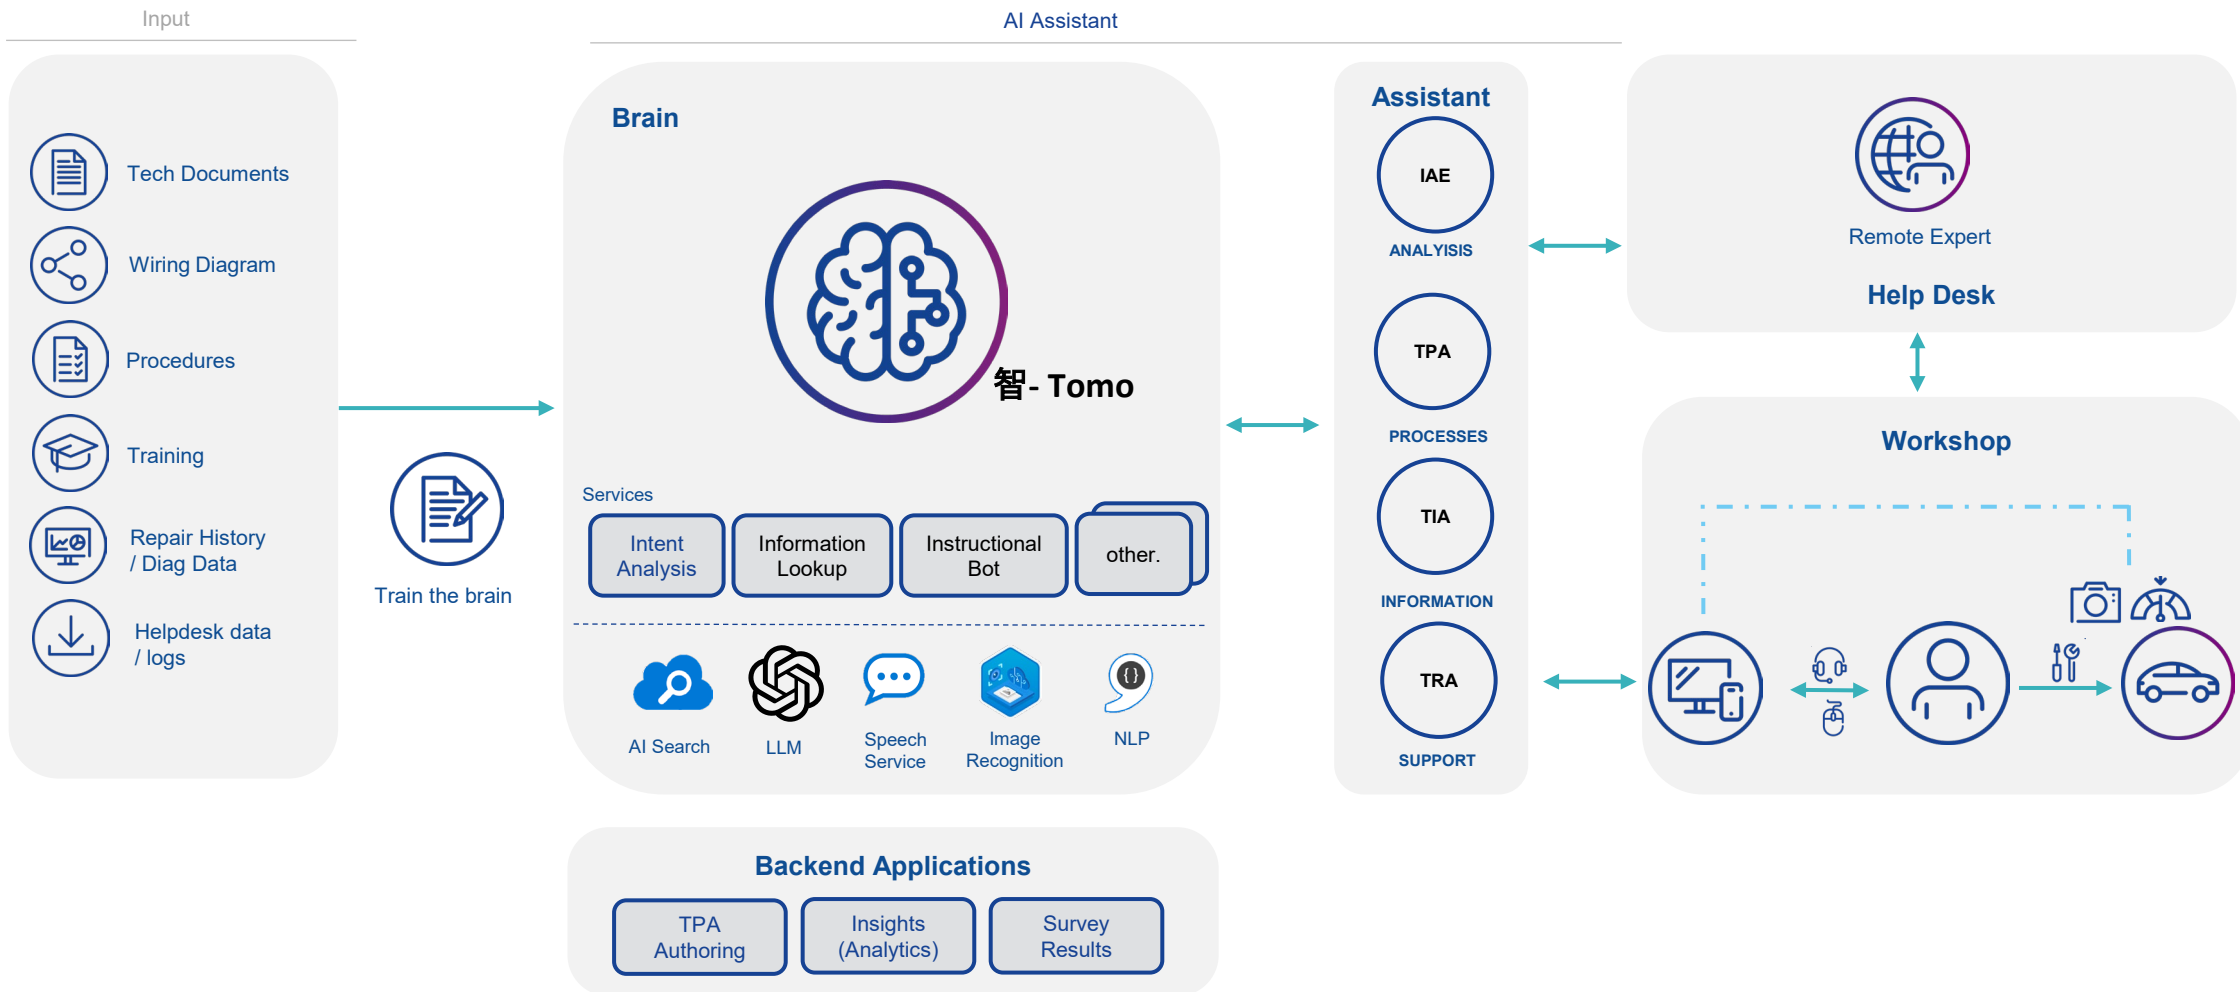 Input
AI Assistant
Tech Documents
Wiring Diagram
Procedures
Training
Repair History
/ Diag Data
Helpdesk data
/ logs
Train the brain
Brain
智- Tomo
Services
Intent
Analysis
Information
Lookup
Instructional
Bot
other.
AI Search
LLM
Speech
Service
Image
Recognition
{}
NLP
Backend Applications
TPA
Authoring
Insights
(Analytics)
Survey
Results
Assistant
IAE
ANALYISIS
TPA
PROCESSES
TIA
INFORMATION
TRA
SUPPORT
Remote Expert
Help Desk
Workshop